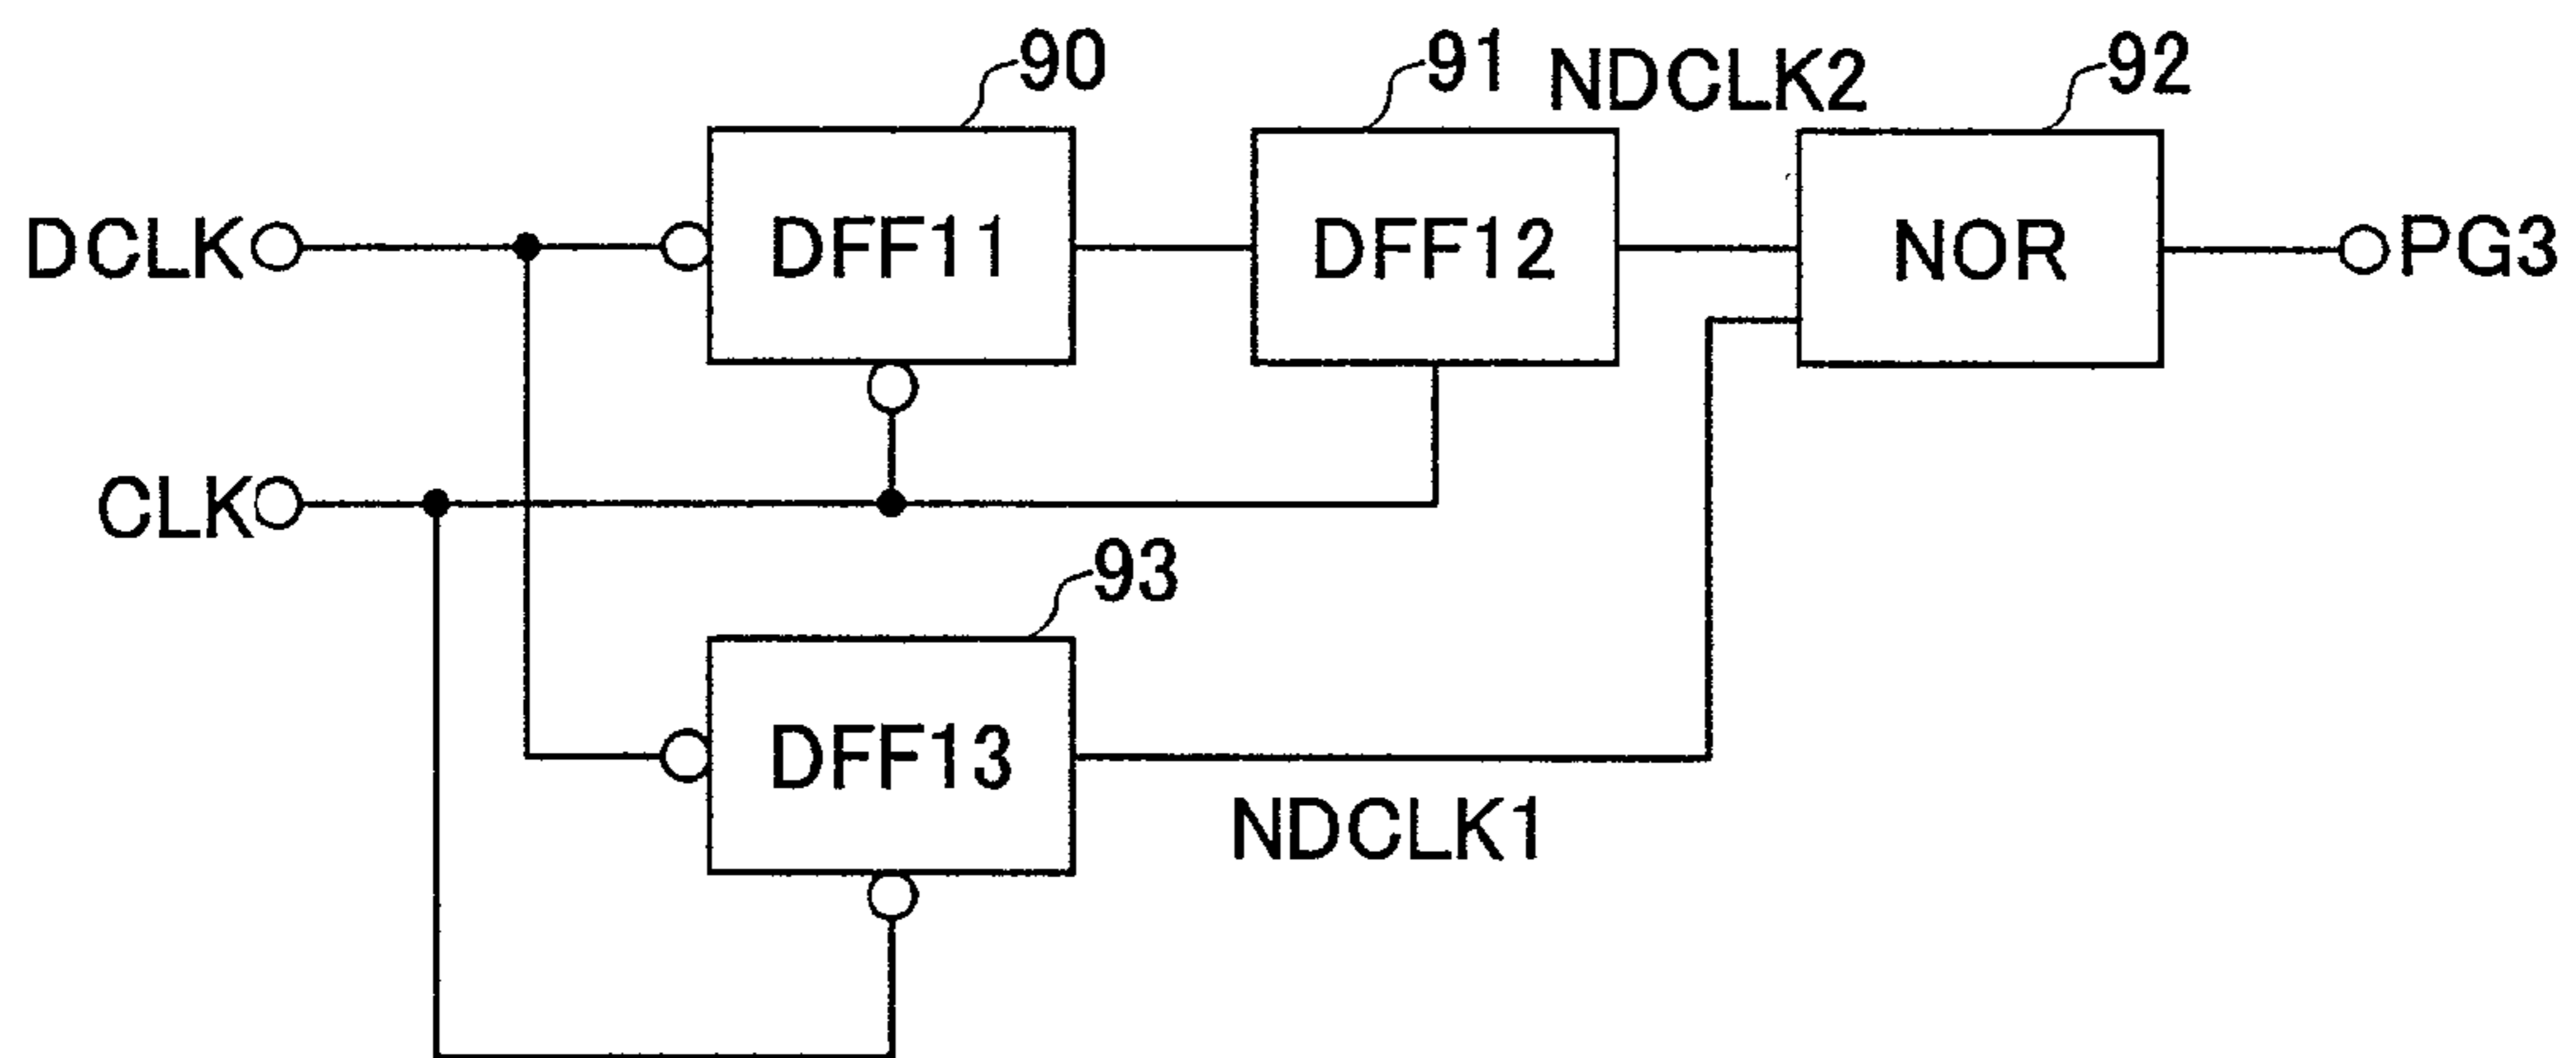 90
91
NDCLK2
92
DCLK
DFF11
DFF12
NOR
PG3
CLK
93
DFF13
NDCLK1